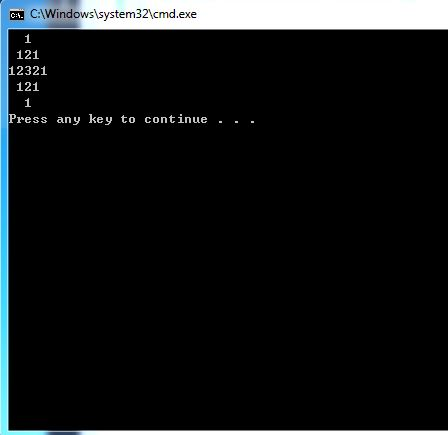 C:\Windows\system32\cmd.exe
  1
 121
12321
 121
  1
Press any key to continue . . .